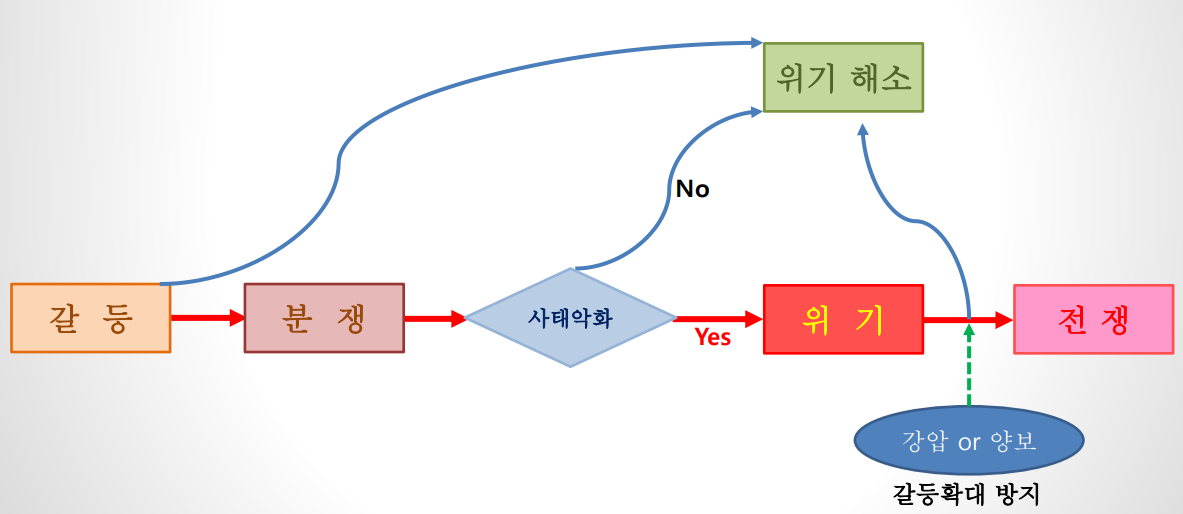 위기 해소
No
갈 등
분 쟁
사태악화
Yes
위 기
전 쟁
강압 or 양보
갈등확대 방지